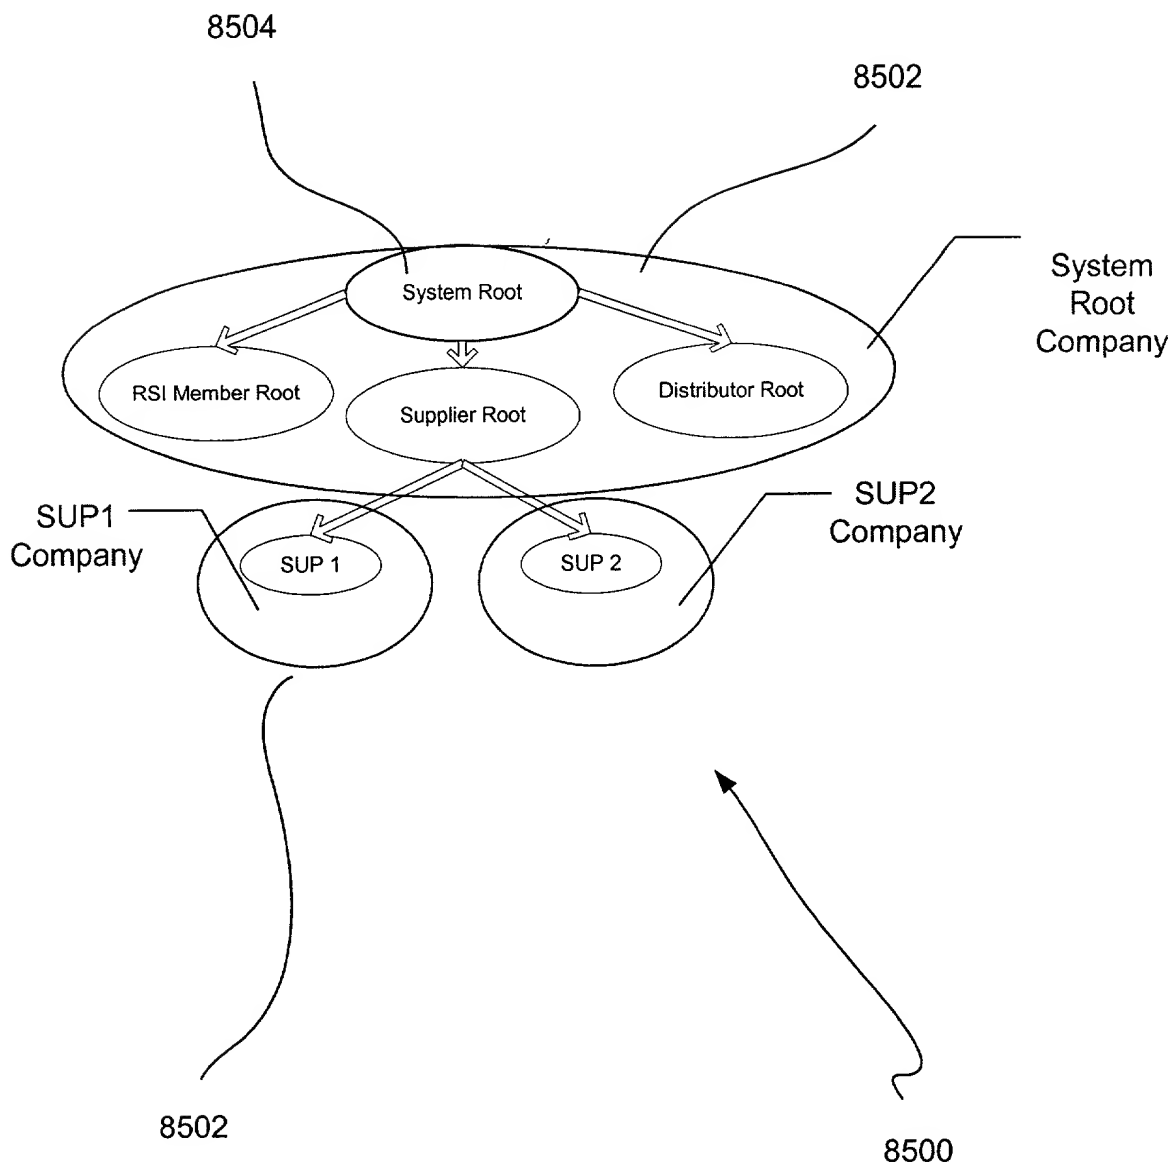 8504
8502
System Root
System
Root
Company
RSI Member Root
Supplier Root
Distributor Root
SUP1
Company
SUP2
Company
SUP 1
SUP 2
8502
8500